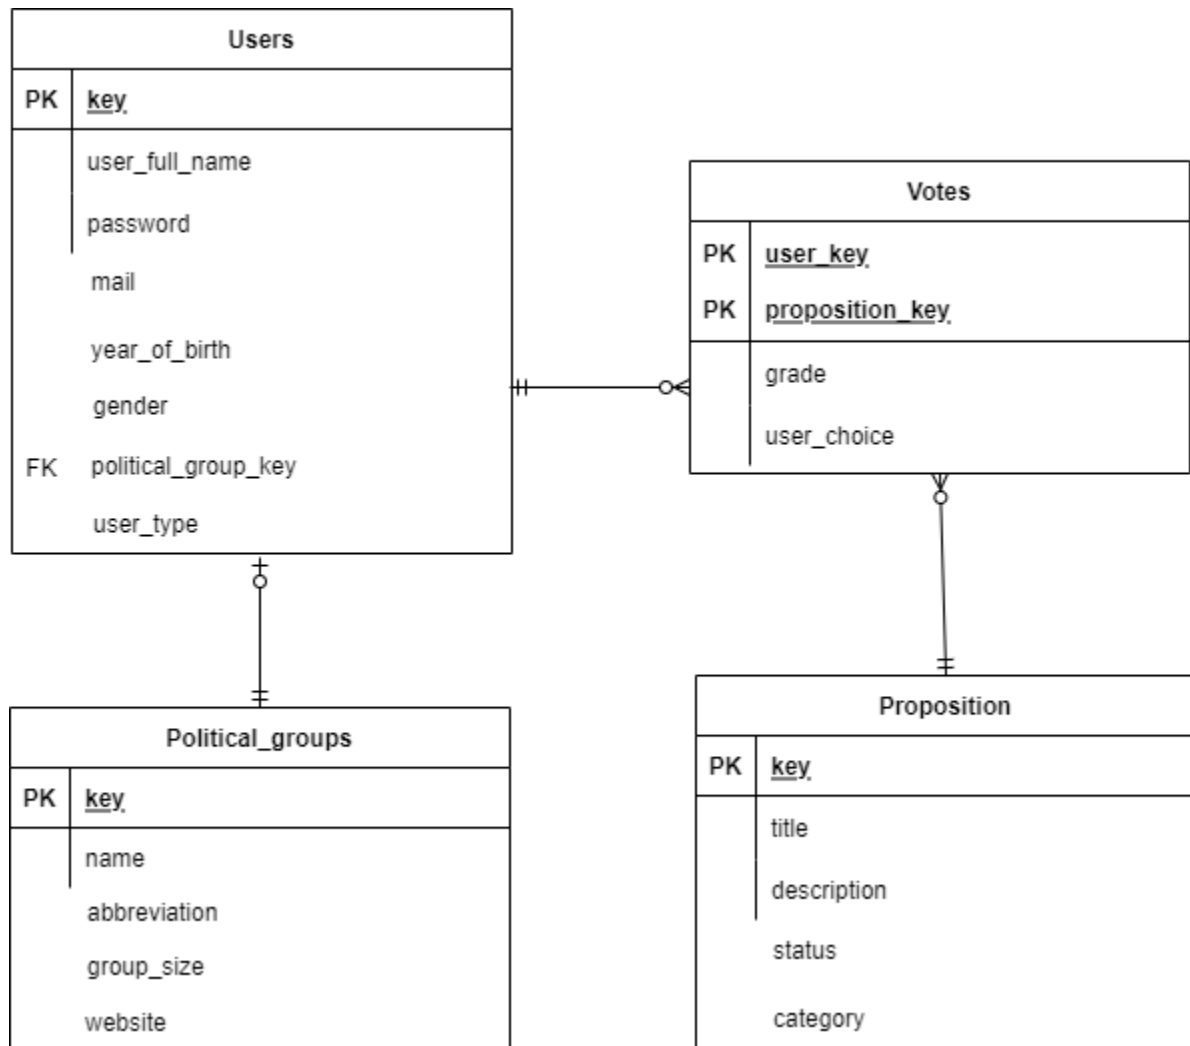 Users
PK key
user_full_name
password
mail
year_of_birth
gender
FK political_group_key
user_type
Votes
PK user_key
PK proposition_key
grade
user_choice
Political_groups
PK key
name
abbreviation
group_size
website
Proposition
PK key
title
description
status
category